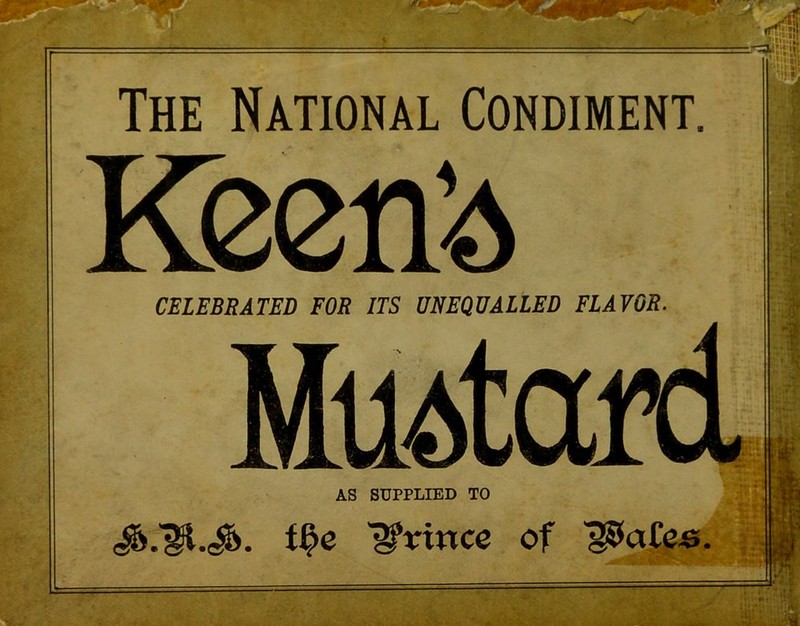 THE NATIONAL CONDIMENT.
Keen's
CELEBRATED FOR ITS UNEQUALLED FLAVOR.
Mustard
AS SUPPLIED TO
H.R.H. the Prince of Wales.